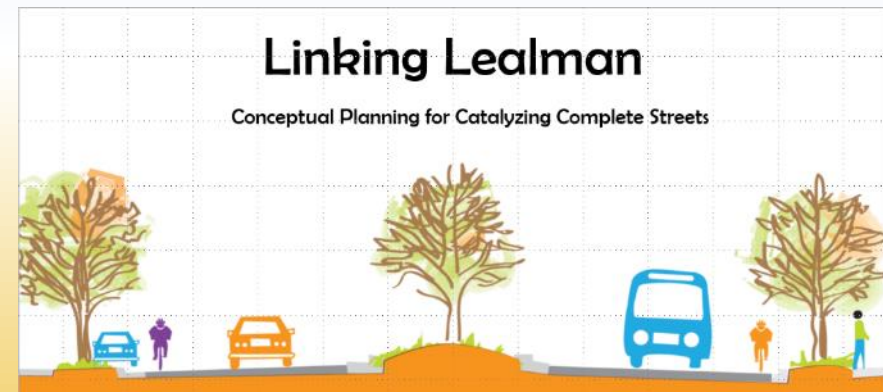 Linking Lealman
Conceptual Planning for Catalyzing Complete Streets